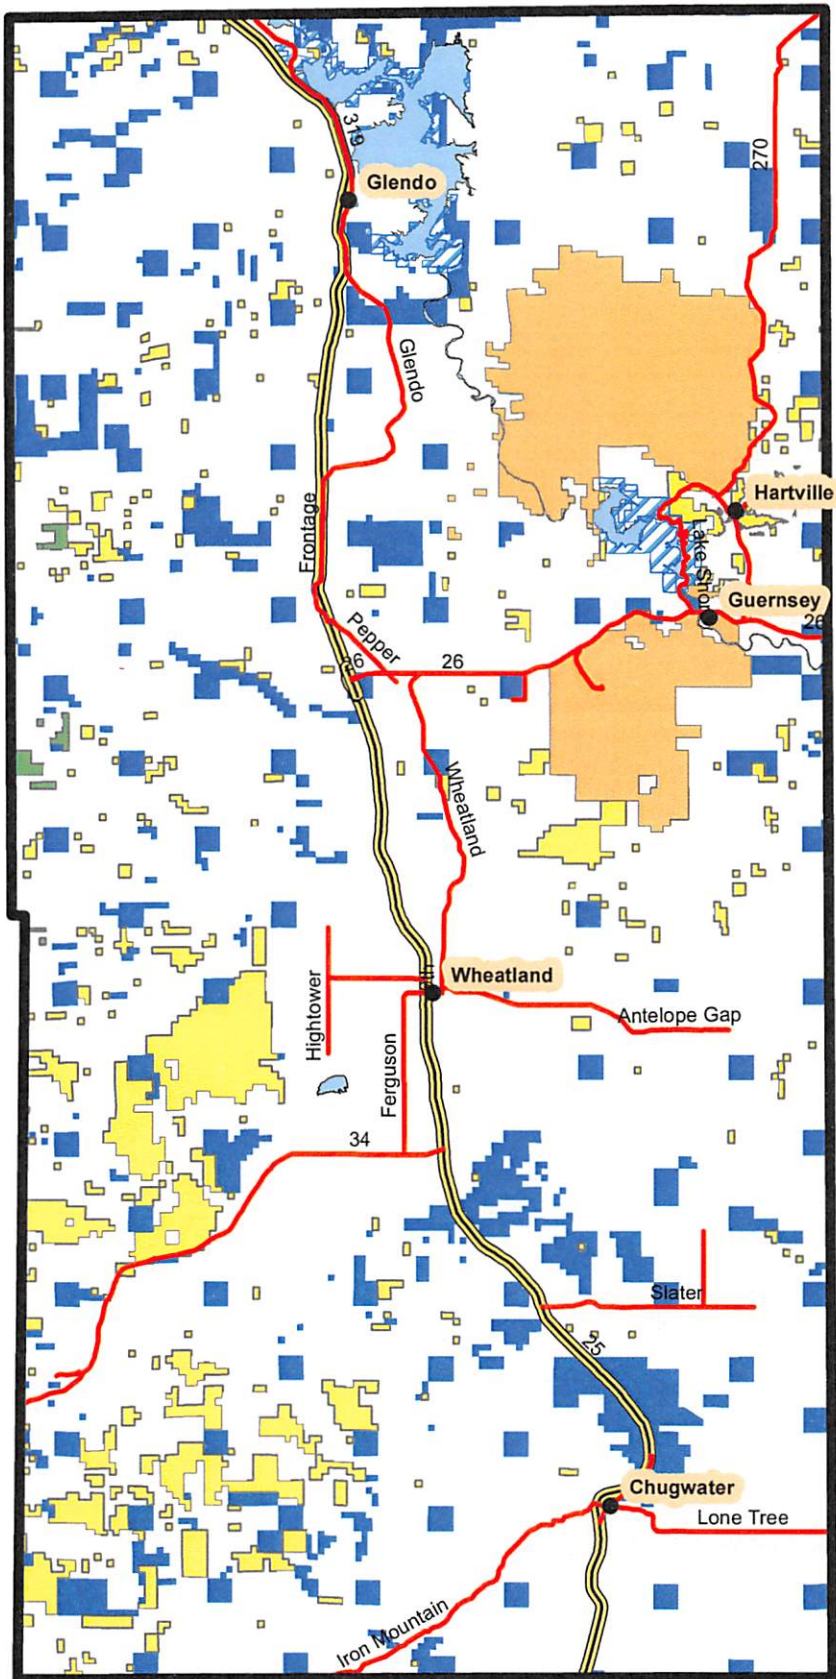 319
270
Glendo
Glendo
Hartville
Frontage
Lake Shore
Guernsey
26
Pepper
26
26
Wheatland
Wheatland
Hightower
Antelope Gap
Ferguson
34
Slater
25
Chugwater
Lone Tree
Iron Mountain